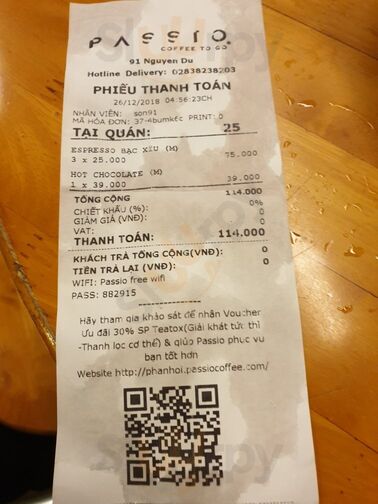 PASSIO
COFFEE TO GO
91 Nguyen Du
Hotline Delivery: 02838238203
PHIẾU THANH TOÁN
26/12/2018 04:56:23CH
NHÂN VIÊN: son91
MÃ HÓA ĐƠN: 37-4bumkéc PRINT: 0
TẠI QUÁN: 25
ESPRESSO BẠC XỈU (M)
3 x 25.000 75.000
HOT CHOCOLATE (M)
1 x 39.000 39.000
TỔNG CỘNG 114.000
CHIẾT KHẤU (%): 0%
GIẢM GIÁ (VNĐ): 0
VAT: 0
THANH TOÁN: 114.000
KHÁCH TRẢ TỔNG CỘNG(VNĐ): 0
TIỀN TRẢ LẠI (VNĐ): 0
WIFI: Passio free wifi
PASS: 882915
Hãy tham gia khảo sát để nhận Voucher
ưu đãi 30% SP Teatox(Giải khát tức thì
-Thanh lọc cơ thể) & giúp Passio phục vụ
bạn tốt hơn
Website http://phanhoi.passiocoffee.com/